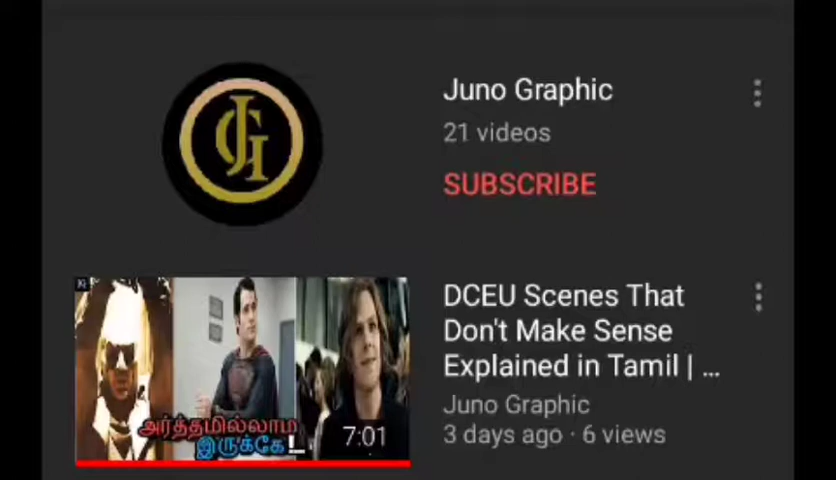 JG
Juno Graphic
21 videos
SUBSCRIBE
அர்த்தமில்லாம
இருக்கே!_
7:01
DCEU Scenes That
Don't Make Sense
Explained in Tamil | ...
Juno Graphic
3 days ago · 6 views